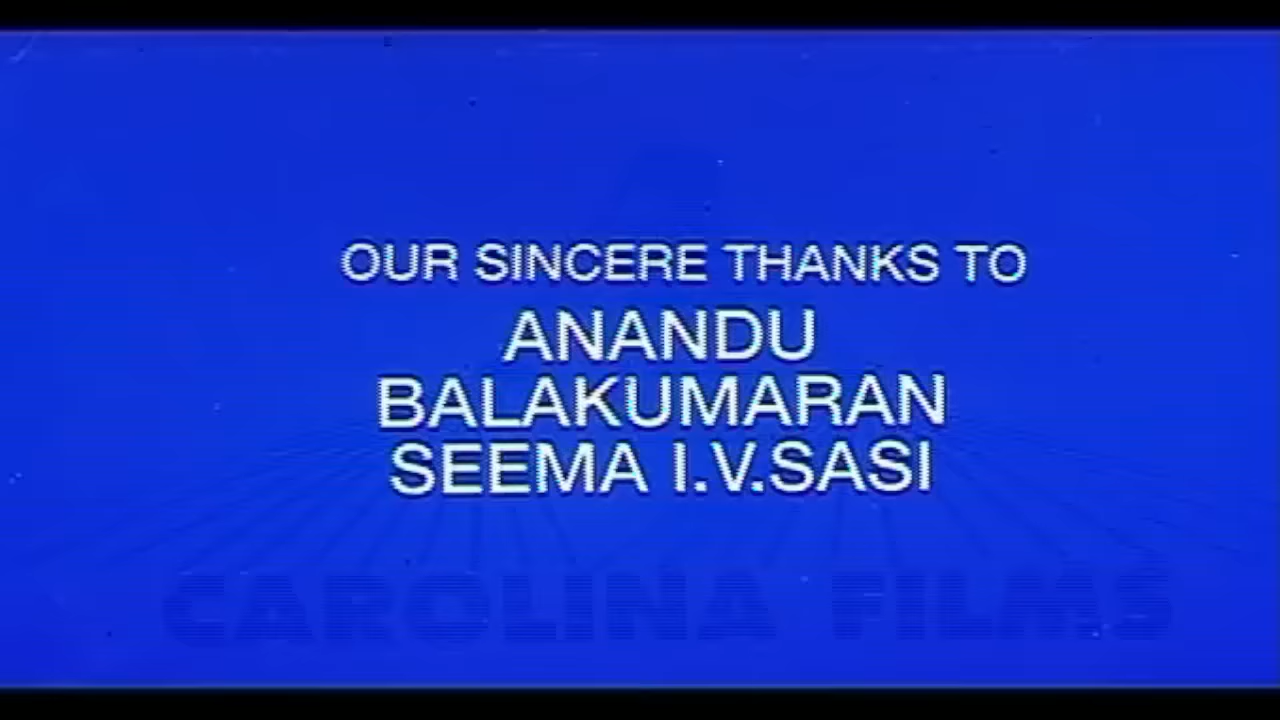 OUR SINCERE THANKS TO
ANANDU
BALAKUMARAN
SEEMA I.V.SASI
CAROLINA FILMS